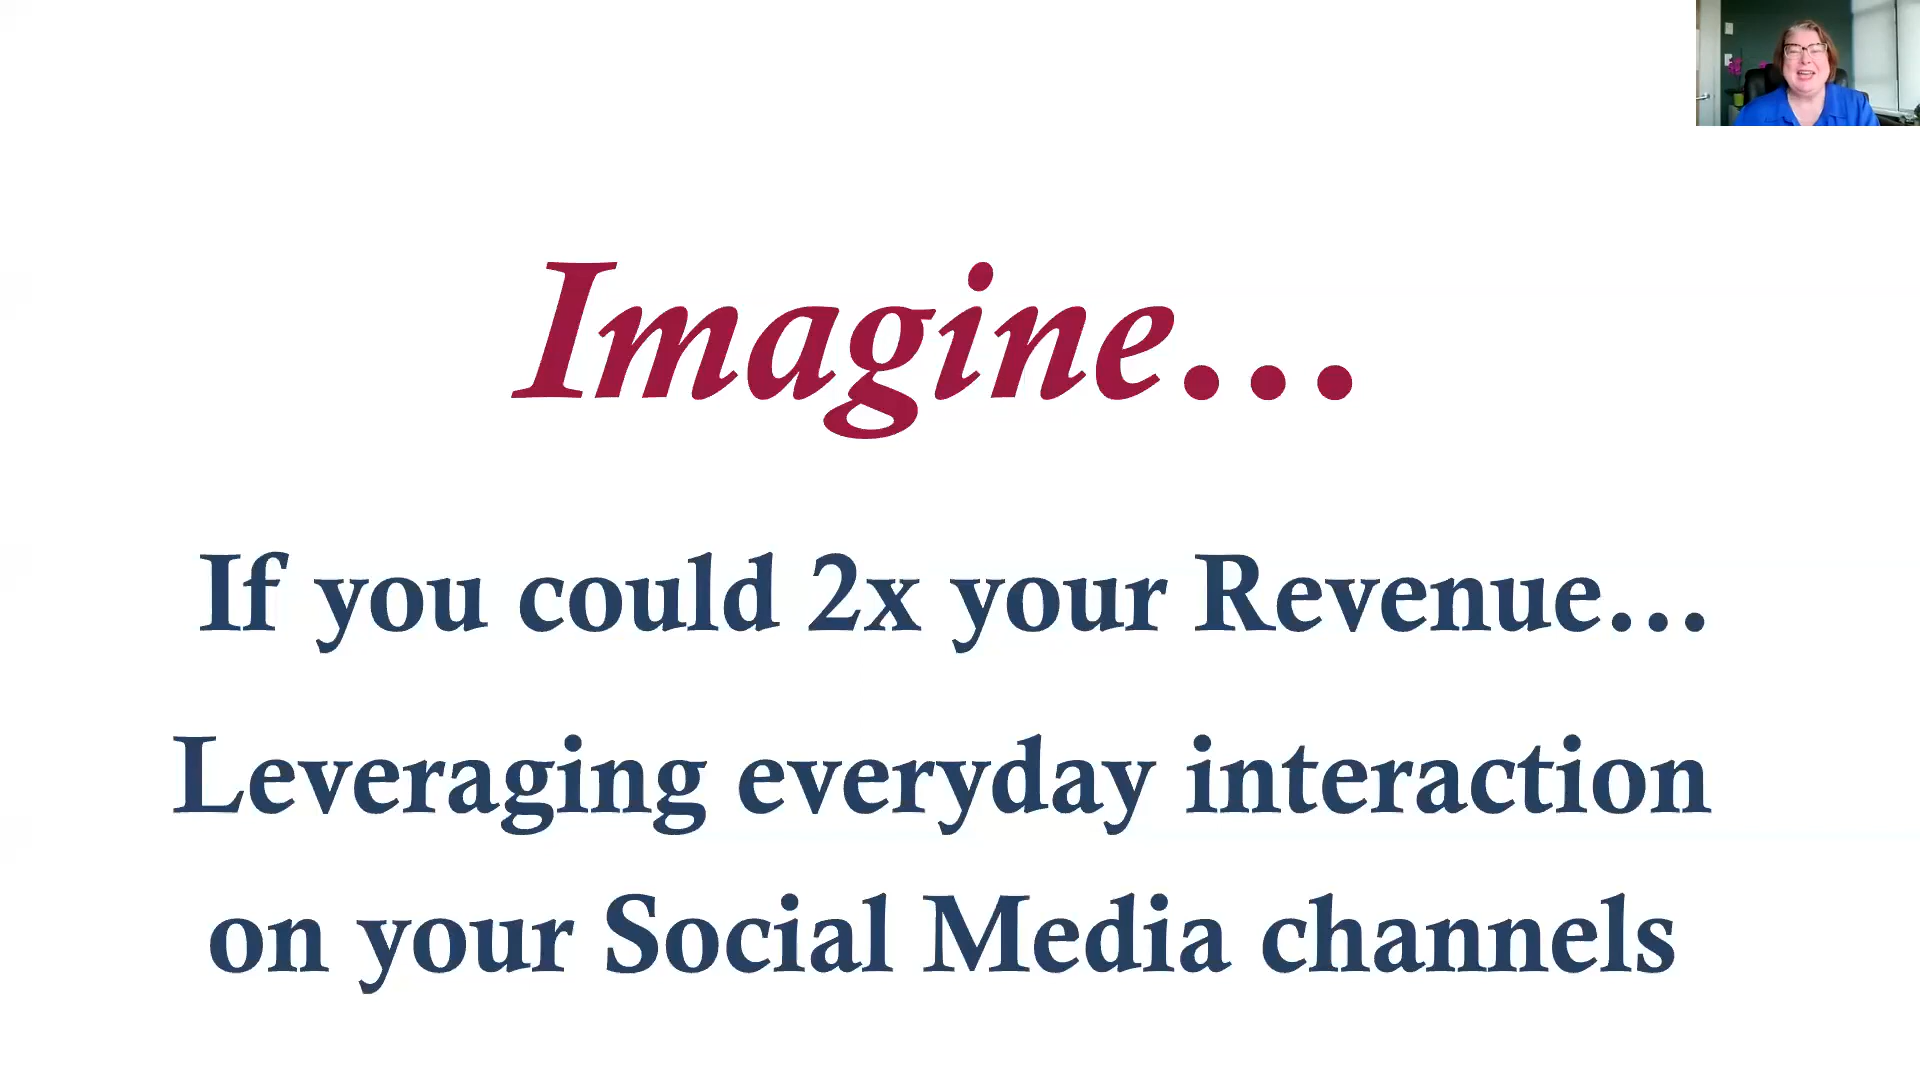 Imagine...
If you could 2x your Revenue...
Leveraging everyday interaction
on your Social Media channels